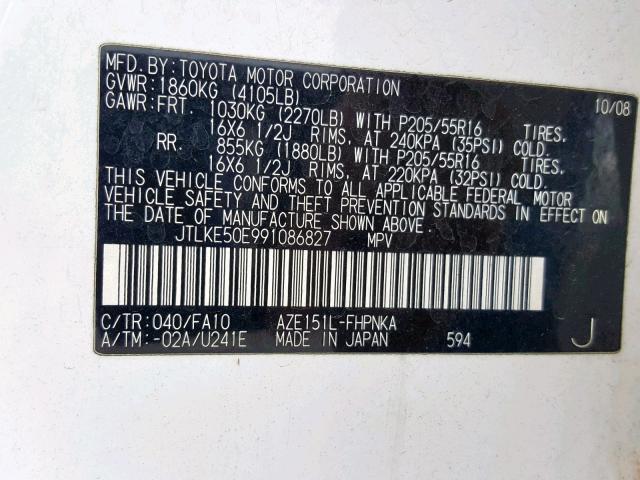 MFD. BY: TOYOTA MOTOR CORPORATION 10/08
GVWR: 1860KG (4105LB)
GAWR: FRT. 1030KG (2270LB) WITH P205/55R16 TIRES,
16X6 1/2J RIMS, AT 240KPA (35PSI) COLD.
RR. 855KG (1880LB) WITH P205/55R16 TIRES,
16X6 1/2J RIMS, AT 220KPA (32PSI) COLD.
THIS VEHICLE CONFORMS TO ALL APPLICABLE FEDERAL MOTOR
VEHICLE SAFETY AND THEFT PREVENTION STANDARDS IN EFFECT ON
THE DATE OF MANUFACTURE SHOWN ABOVE.
JTLKE50E991086827 MPV
C/TR: 040/FA10 AZE151L-FHPNKA
A/TM: -02A/U241E MADE IN JAPAN 594 J